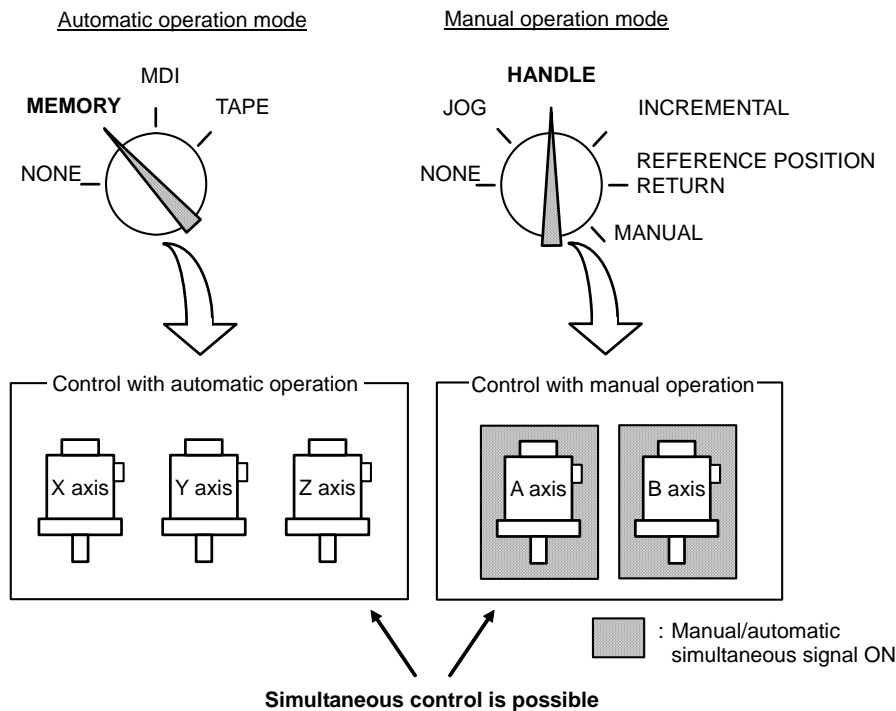 Automatic operation mode
Manual operation mode
MDI
MEMORY
TAPE
NONE
HANDLE
JOG
INCREMENTAL
NONE
REFERENCE POSITION
RETURN
MANUAL
Control with automatic operation
Control with manual operation
X axis
Y axis
Z axis
A axis
B axis
: Manual/automatic
simultaneous signal ON
Simultaneous control is possible